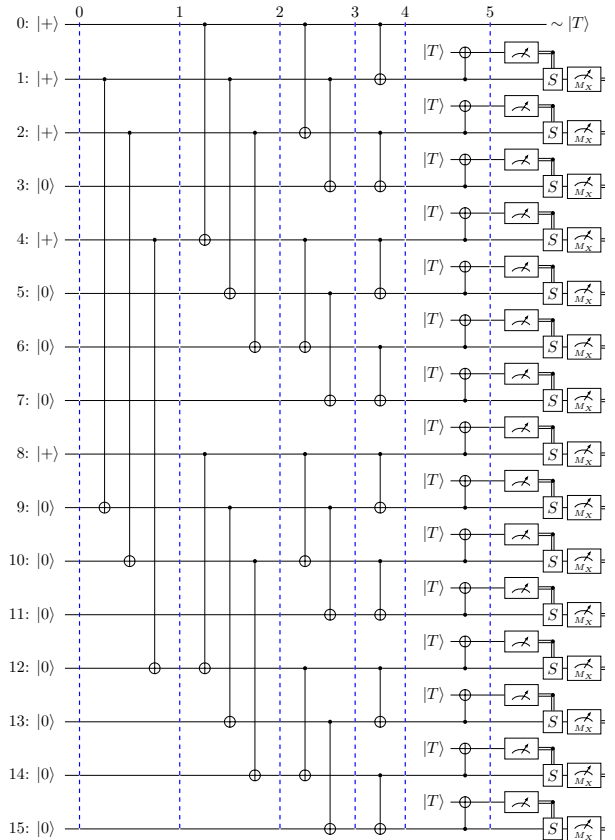 0 1 2 3 4 5
0: |+⟩ ∼ |T⟩
|T⟩
1: |+⟩ S M_X
|T⟩
2: |+⟩ S M_X
|T⟩
3: |0⟩ S M_X
|T⟩
4: |+⟩ S M_X
|T⟩
5: |0⟩ S M_X
|T⟩
6: |0⟩ S M_X
|T⟩
7: |0⟩ S M_X
|T⟩
8: |+⟩ S M_X
|T⟩
9: |0⟩ S M_X
|T⟩
10: |0⟩ S M_X
|T⟩
11: |0⟩ S M_X
|T⟩
12: |0⟩ S M_X
|T⟩
13: |0⟩ S M_X
|T⟩
14: |0⟩ S M_X
|T⟩
15: |0⟩ S M_X